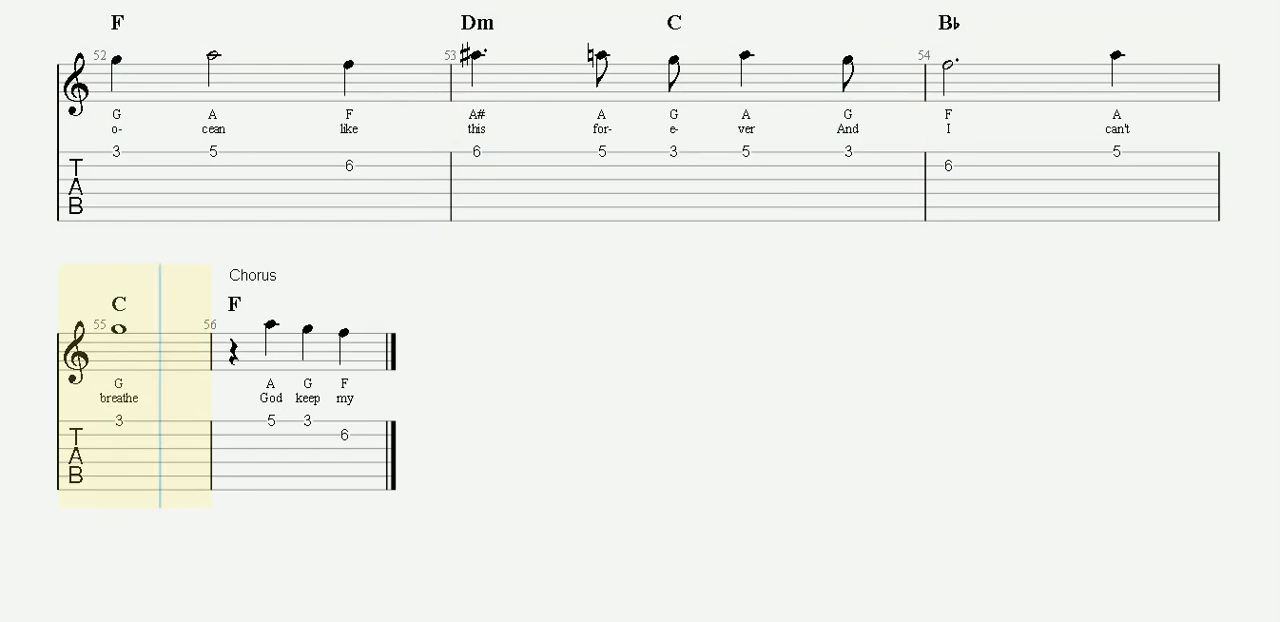 F Dm C B♭
52 53 54
G A F A# A G A G F A
o- cean like this for- e- ver And I can't
3 5 6 5 3 5 3 5
T 6 6
A
B
Chorus
C F
55 56
G A G F
breathe God keep my
3 5 3
T 6
A
B